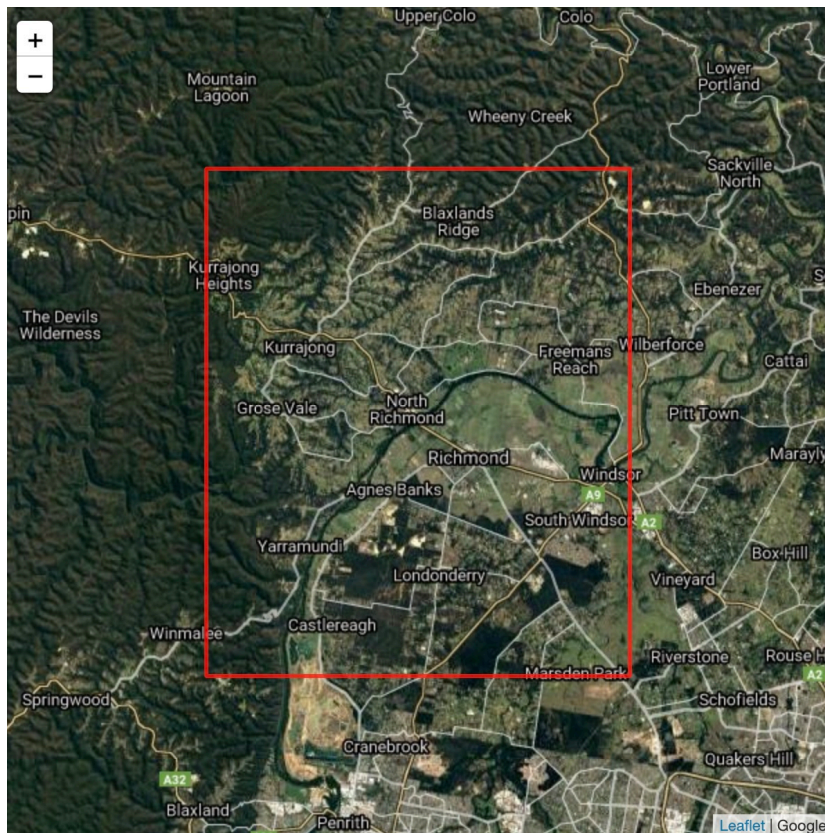 Upper Colo
Colo
+
−
Mountain
Lagoon
Lower
Portland
Wheeny Creek
Sackville
North
pin
Blaxlands
Ridge
Kurrajong
Heights
S
Ebenezer
The Devils
Wilderness
Kurrajong
Freemans
Reach
Wilberforce
Cattai
Grose Vale
North
Richmond
Pitt Town
Richmond
Marayly
Windsor
Agnes Banks
A9
South Windsor
A2
Yarramundi
Box Hill
Londonderry
Vineyard
Castlereagh
Winmalee
Riverstone
Rouse H
Marsden Park
A2
Springwood
Schofields
Cranebrook
Quakers Hill
A32
Blaxland
Penrith
Leaflet | Google